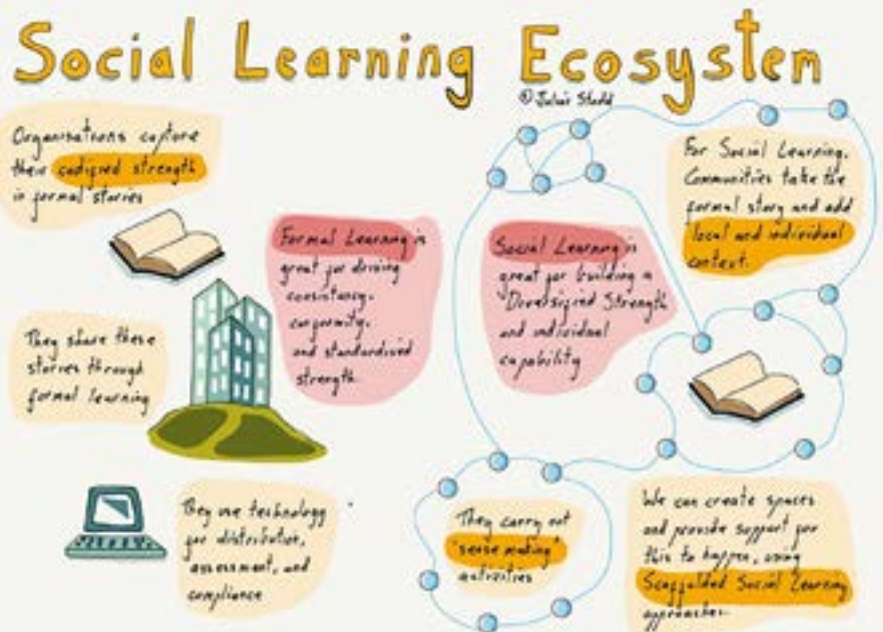 Social Learning Ecosystem
© Julian Stodd
Organisations capture
their codified strength
in formal stories
They share these
stories through
formal learning
They use technology
for distribution,
assessment, and
compliance
Formal Learning is
great for driving
consistency,
conformity,
and standardised
strength.
Social Learning is
great for building a
Diversified Strength
and individual
capability
For Social Learning,
Communities take the
formal story and add
local and individual
context.
They carry out
"sense making"
activities
We can create spaces
and provide support for
this to happen, using
Scaffolded Social Learning
approaches.